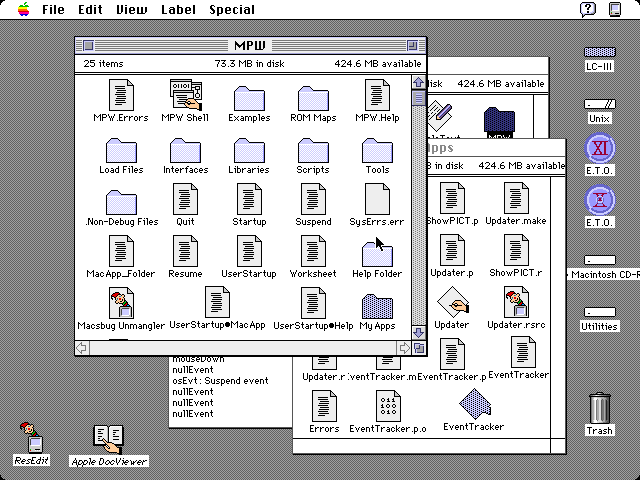 File Edit View Label Special
MPW
25 items 73.3 MB in disk 424.6 MB available
MPW.Errors MPW Shell Examples ROM Maps MPW.Help
Load Files Interfaces Libraries Scripts Tools
.Non-Debug Files Quit Startup Suspend SysErrs.err
MacApp_Folder Resume UserStartup Worksheet Help Folder
Macsbug Unmangler UserStartup•MacApp UserStartup•Help My Apps
disk 424.6 MB available
MPW
in disk 424.6 MB available
ShowPICT.p Updater.make
Updater.p ShowPICT.r
Updater Updater.rsrc
Updater.r EventTracker.p EventTracker
Errors EventTracker.p.o EventTracker
mouseDown
nullEvent
osEvt: Suspend event
nullEvent
nullEvent
nullEvent
LC-III
Unix
XI
E.T.O.
X
E.T.O.
Macintosh CD-R
Utilities
Trash
ResEdit
Apple DocViewer